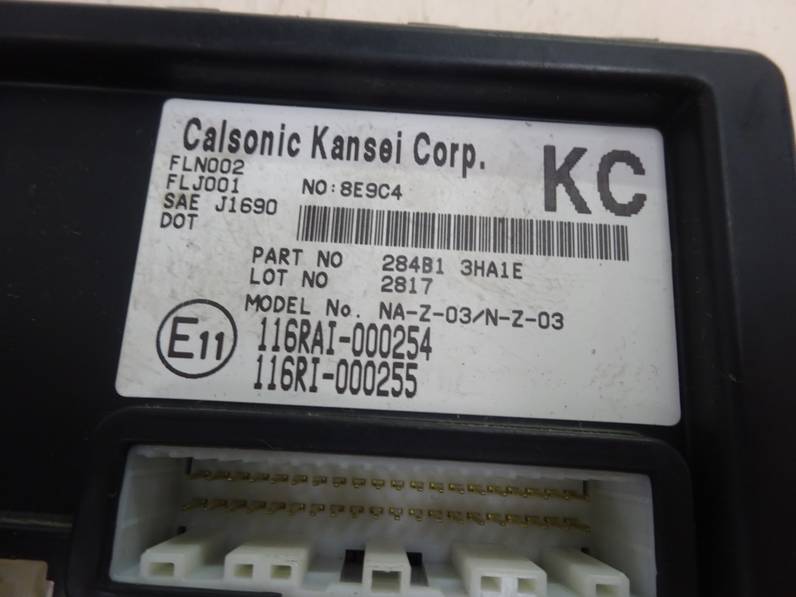 Calsonic Kansei Corp.
KC
FLN002
FLJ001
NO:8E9C4
SAE J1690
DOT
PART NO 284B1 3HA1E
LOT NO 2817
MODEL No. NA-Z-03/N-Z-03
E11
116RAI-000254
116RI-000255